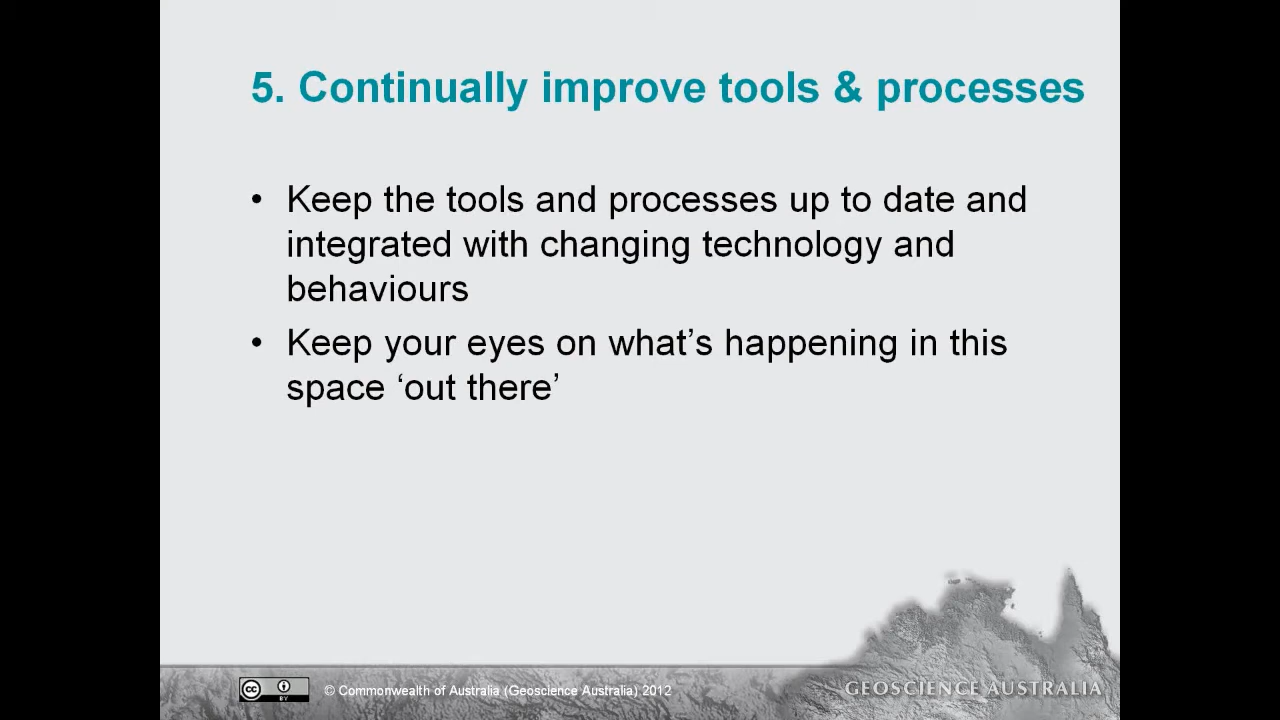 5. Continually improve tools & processes
• Keep the tools and processes up to date and
integrated with changing technology and
behaviours
• Keep your eyes on what’s happening in this
space ‘out there’
cc BY
© Commonwealth of Australia (Geoscience Australia) 2012
GEOSCIENCE AUSTRALIA